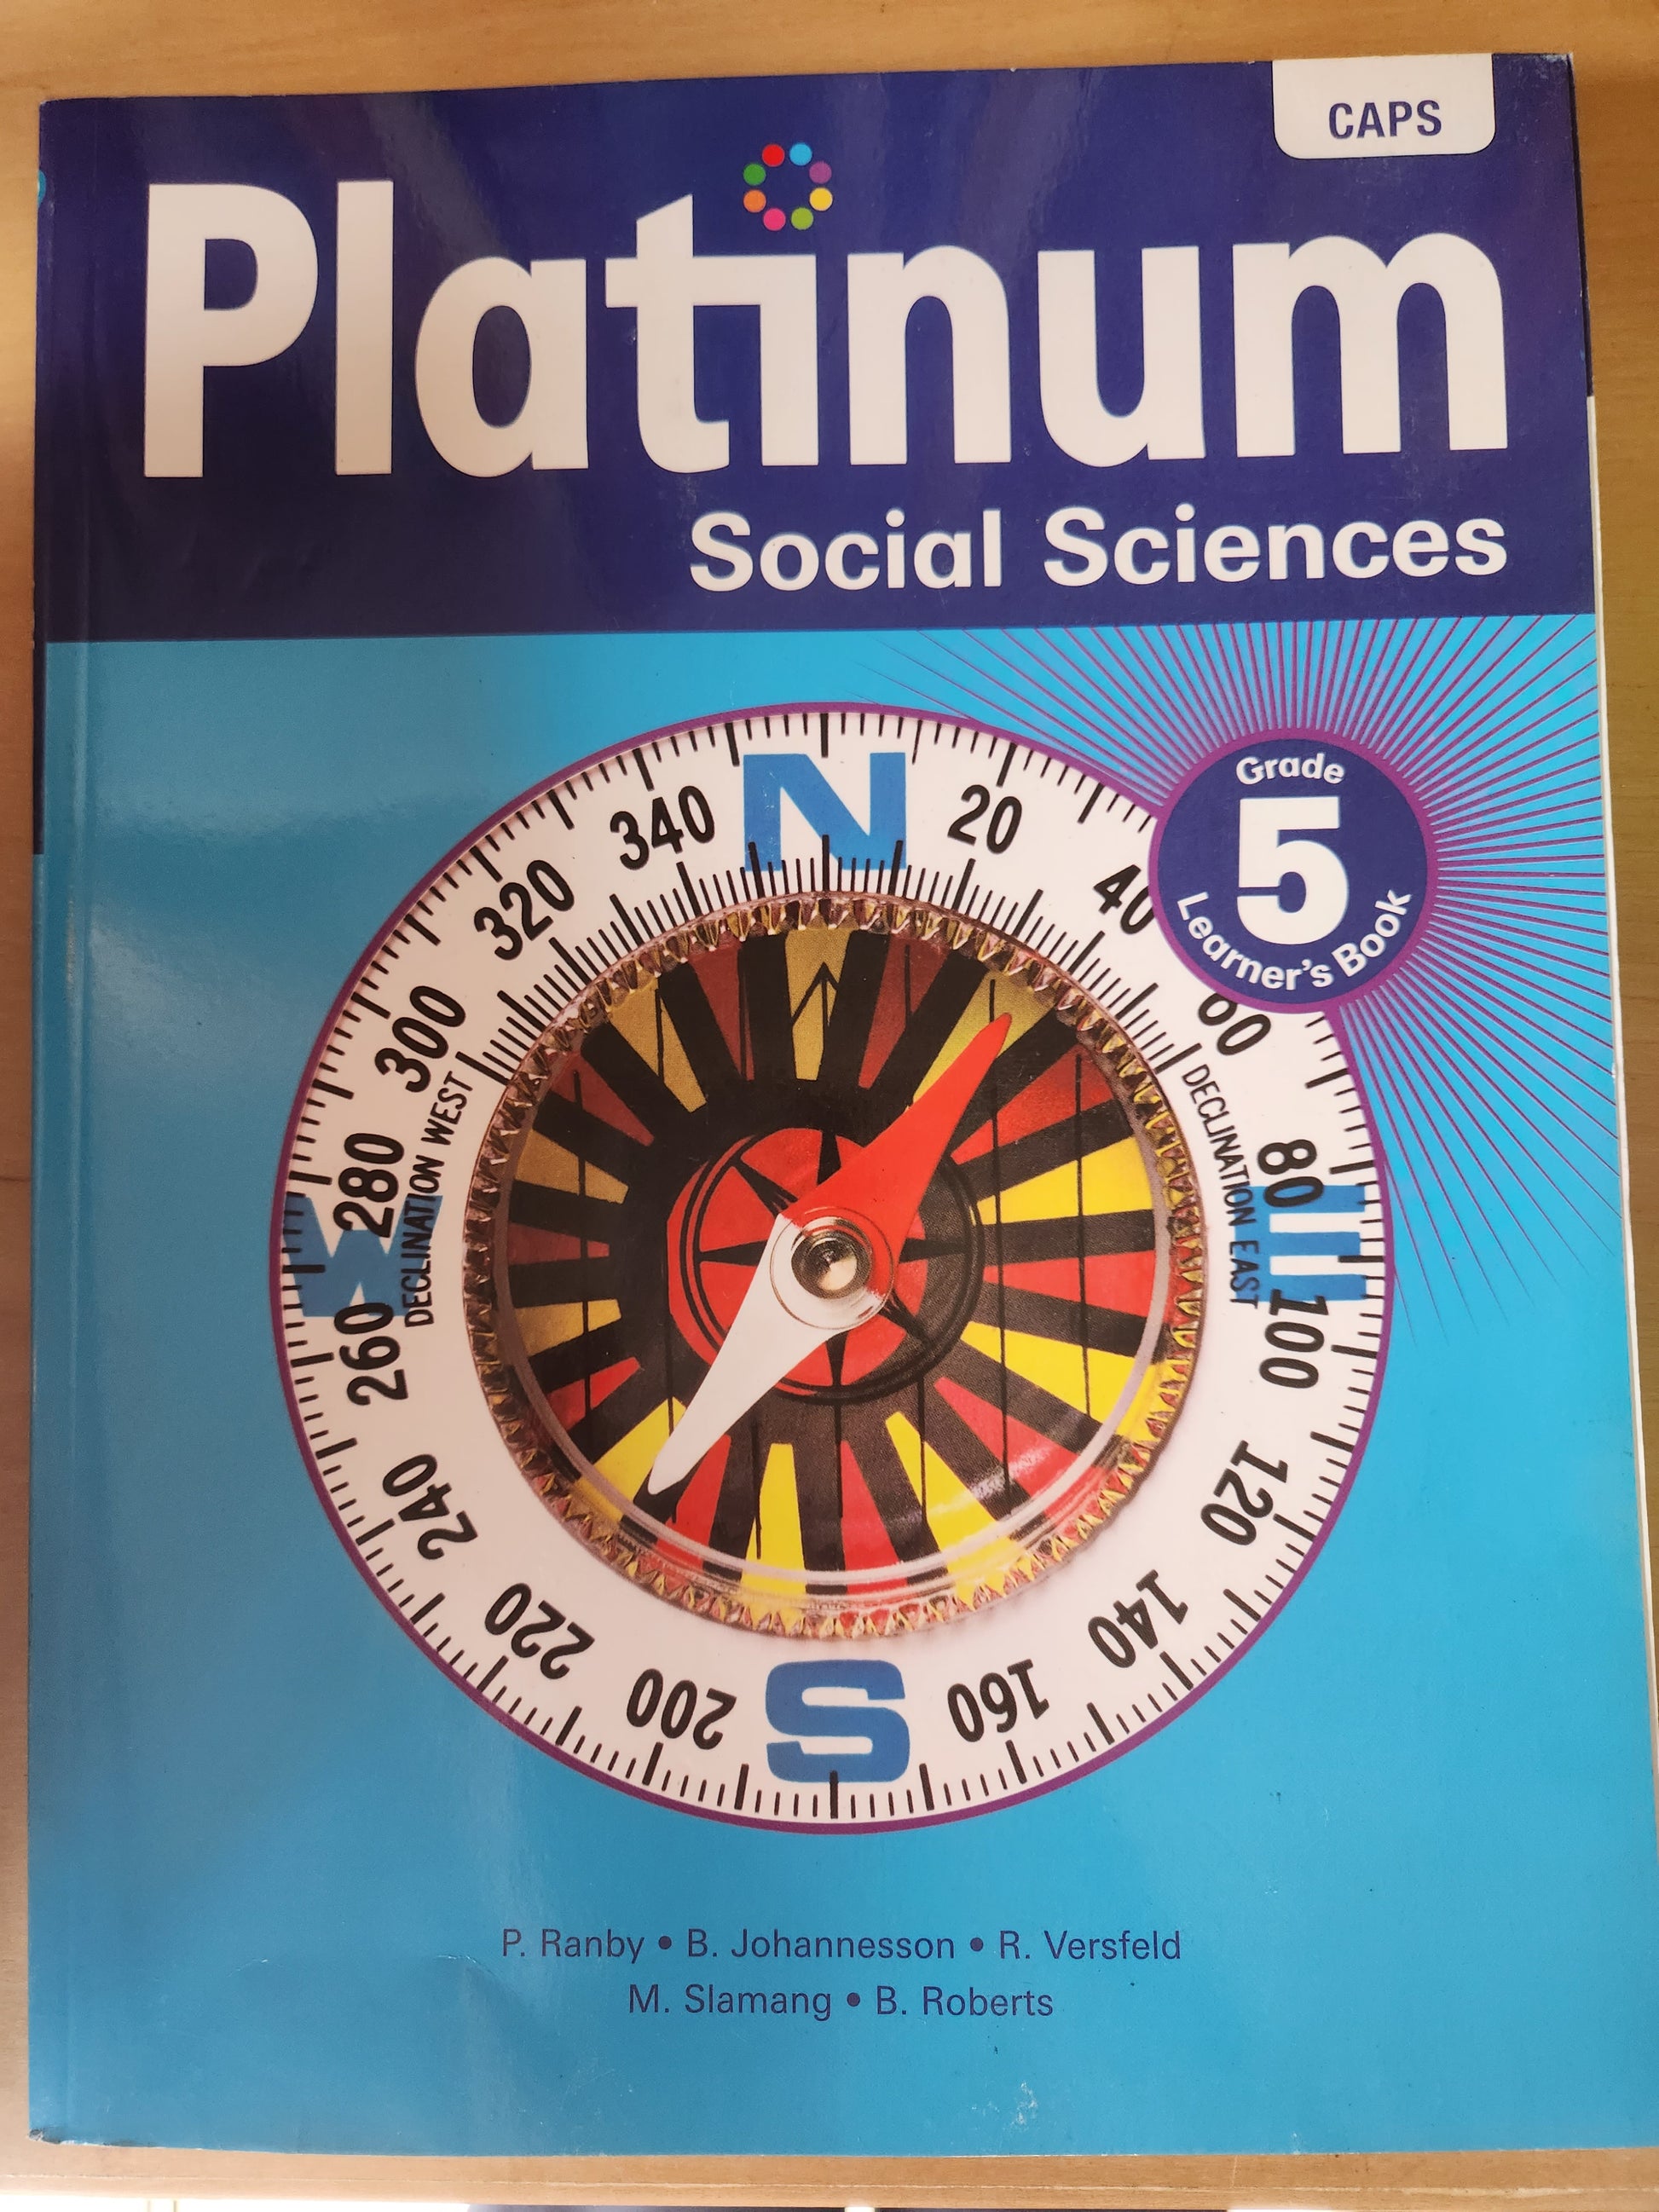 CAPS
Platinum
Social Sciences
Grade
5
Learner's Book
N
20
40
60
80
E
100
120
140
160
S
200
220
240
260
W
280
300
320
340
DECLINATION WEST
DECLINATION EAST
P. Ranby • B. Johannesson • R. Versfeld
M. Slamang • B. Roberts